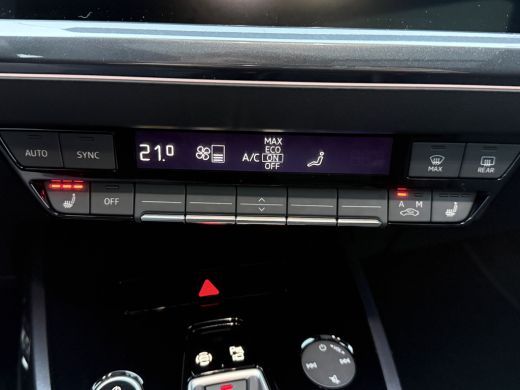 AUTO SYNC
21.0
A/C
MAX
ECO
ON
OFF
MAX
REAR
OFF
A M